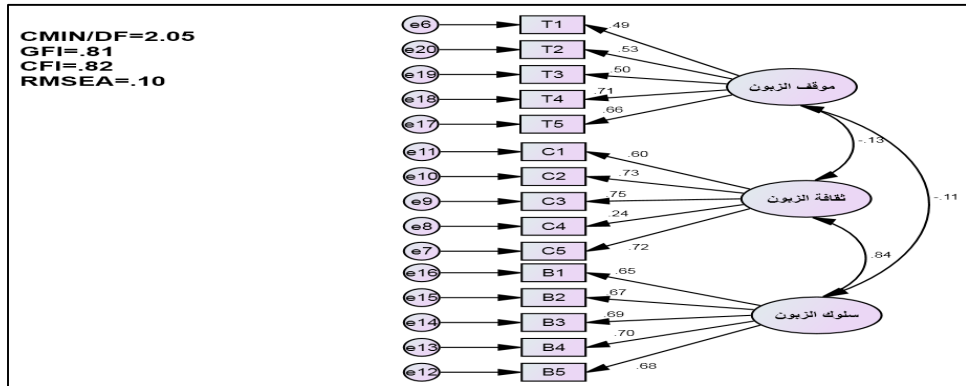 CMIN/DF=2.05
GFI=.81
CFI=.82
RMSEA=.10
e6 T1 .49
e20 T2 .53
e19 T3 .50
e18 T4 .71
e17 T5 .66
موقف الزبون
e11 C1 .60
e10 C2 .73
e9 C3 .75
e8 C4 .24
e7 C5 .72
ثقافة الزبون
e16 B1 .65
e15 B2 .67
e14 B3 .69
e13 B4 .70
e12 B5 .68
سلوك الزبون
-.13
-.11
.84